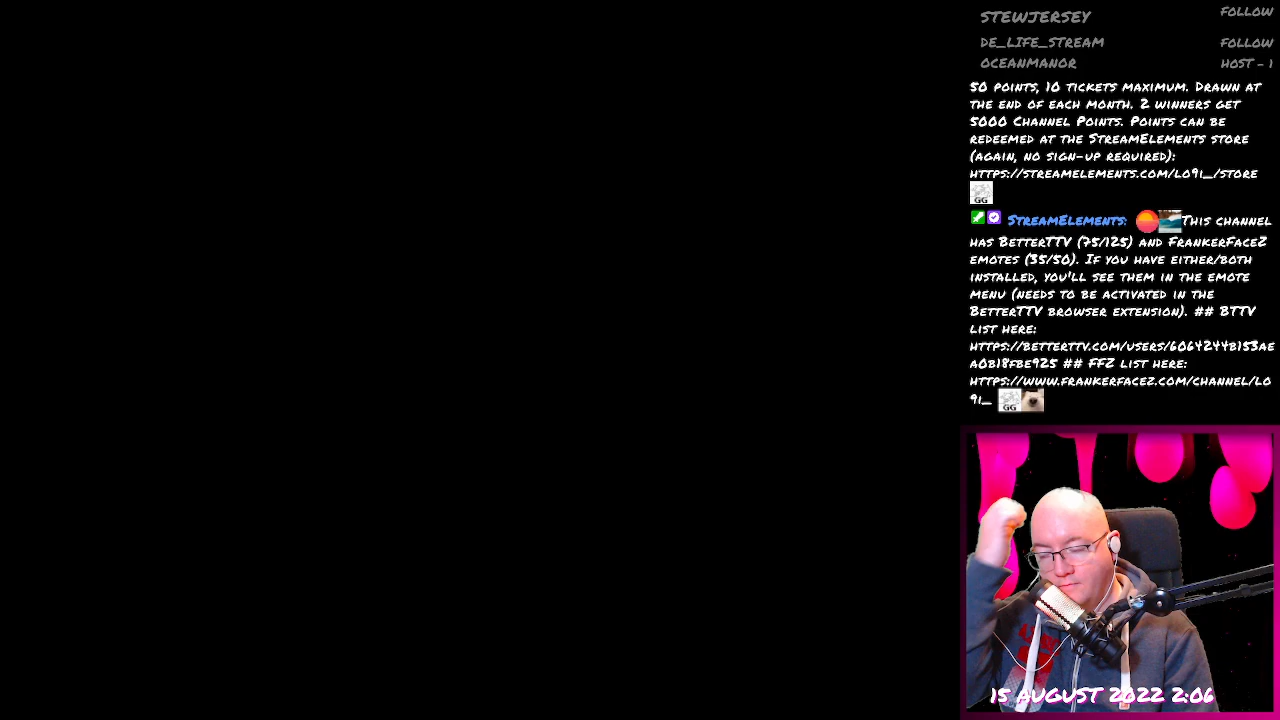 STEWJERSEY FOLLOW
DE_LIFE_STREAM FOLLOW
OCEANMANOR HOST - 1
50 POINTS, 10 TICKETS MAXIMUM. DRAWN AT
THE END OF EACH MONTH. 2 WINNERS GET
5000 CHANNEL POINTS. POINTS CAN BE
REDEEMED AT THE STREAMELEMENTS STORE
(AGAIN, NO SIGN-UP REQUIRED):
HTTPS://STREAMELEMENTS.COM/LO91_/STORE
GG
STREAMELEMENTS: THIS CHANNEL
HAS BETTERTTV (75/125) AND FRANKERFACEZ
EMOTES (35/50). IF YOU HAVE EITHER/BOTH
INSTALLED, YOU'LL SEE THEM IN THE EMOTE
MENU (NEEDS TO BE ACTIVATED IN THE
BETTERTTV BROWSER EXTENSION). ## BTTV
LIST HERE:
HTTPS://BETTERTTV.COM/USERS/6064244B153AE
A0B18FBE925 ## FFZ LIST HERE:
HTTPS://WWW.FRANKERFACEZ.COM/CHANNEL/LO
91_ GG
15 AUGUST 2022 2:06